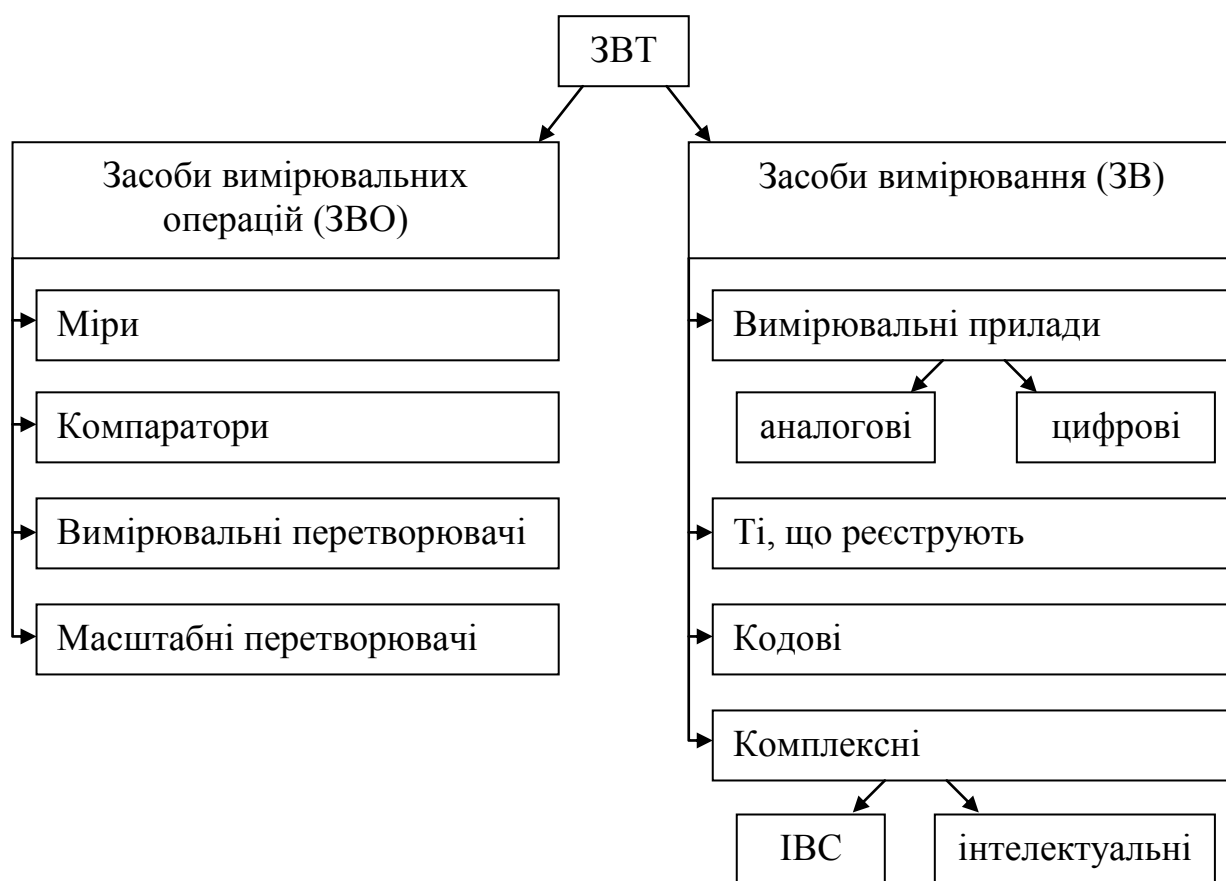 ЗВТ
Засоби вимірювальних
операцій (ЗВО)
Міри
Компаратори
Вимірювальні перетворювачі
Масштабні перетворювачі
Засоби вимірювання (ЗВ)
Вимірювальні прилади
аналогові
цифрові
Ті, що реєструють
Кодові
Комплексні
ІВС
інтелектуальні